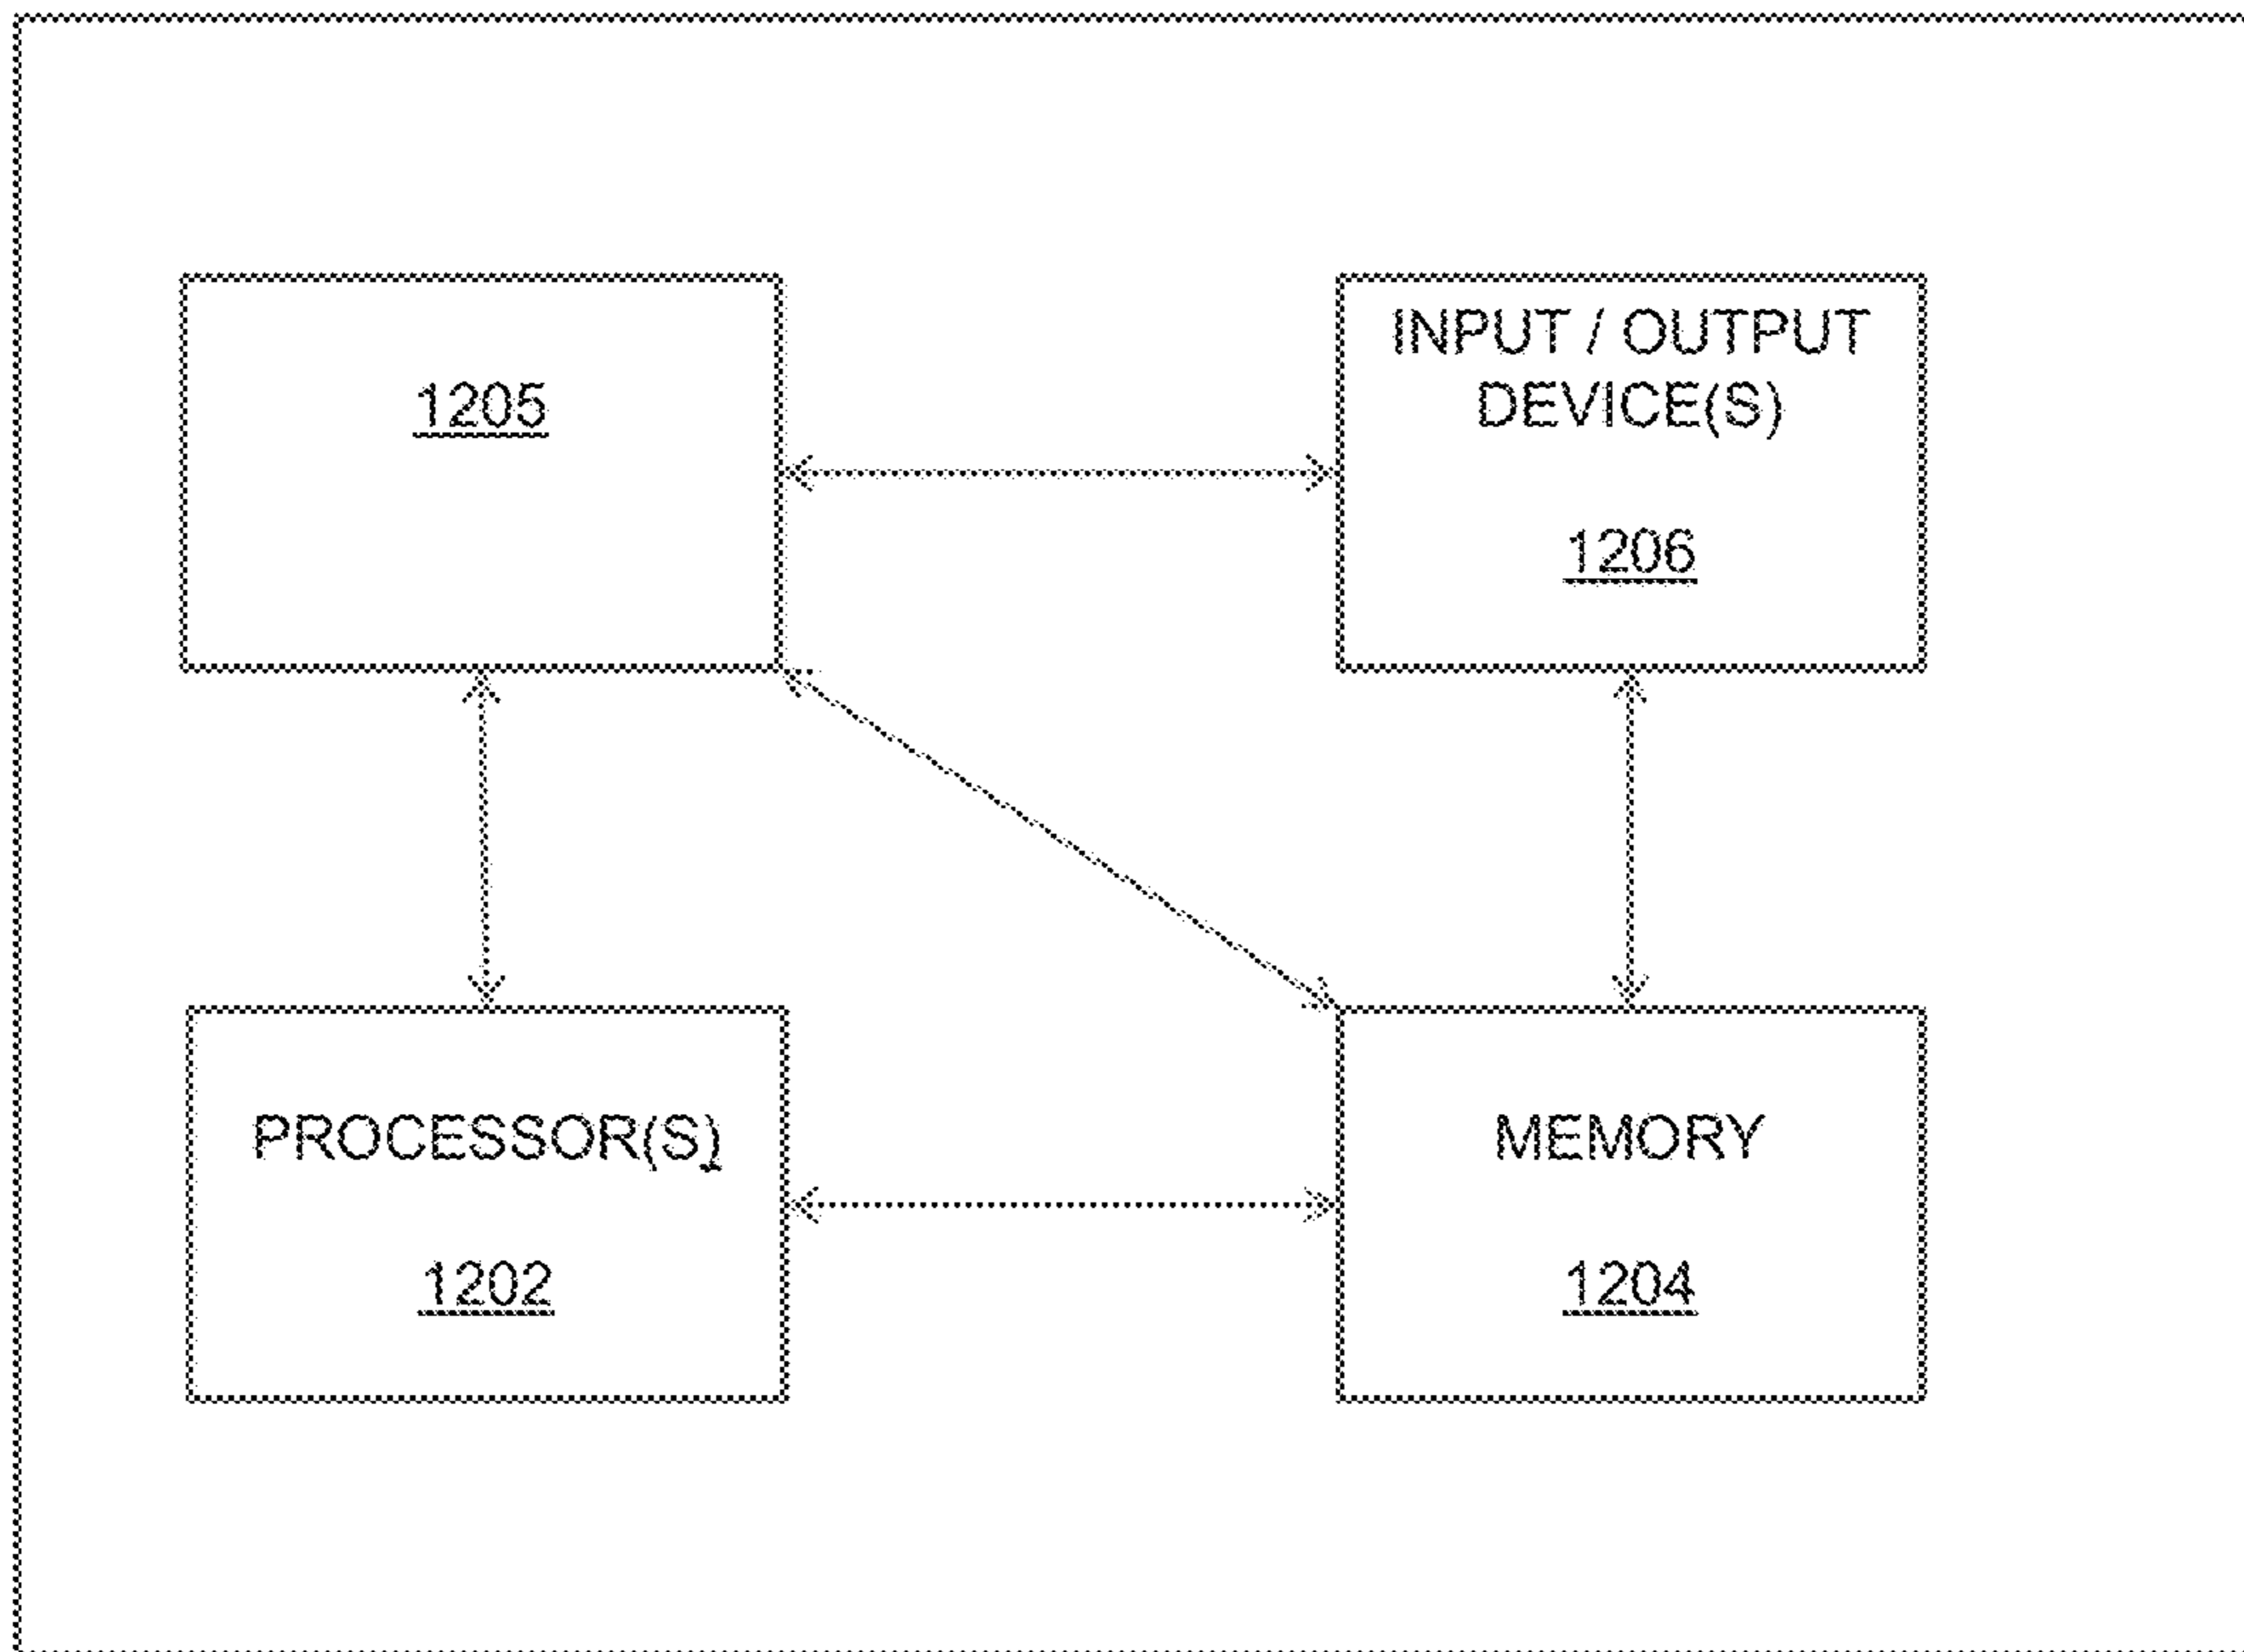 1205
INPUT / OUTPUT
DEVICE(S)
1206
PROCESSOR(S)
1202
MEMORY
1204